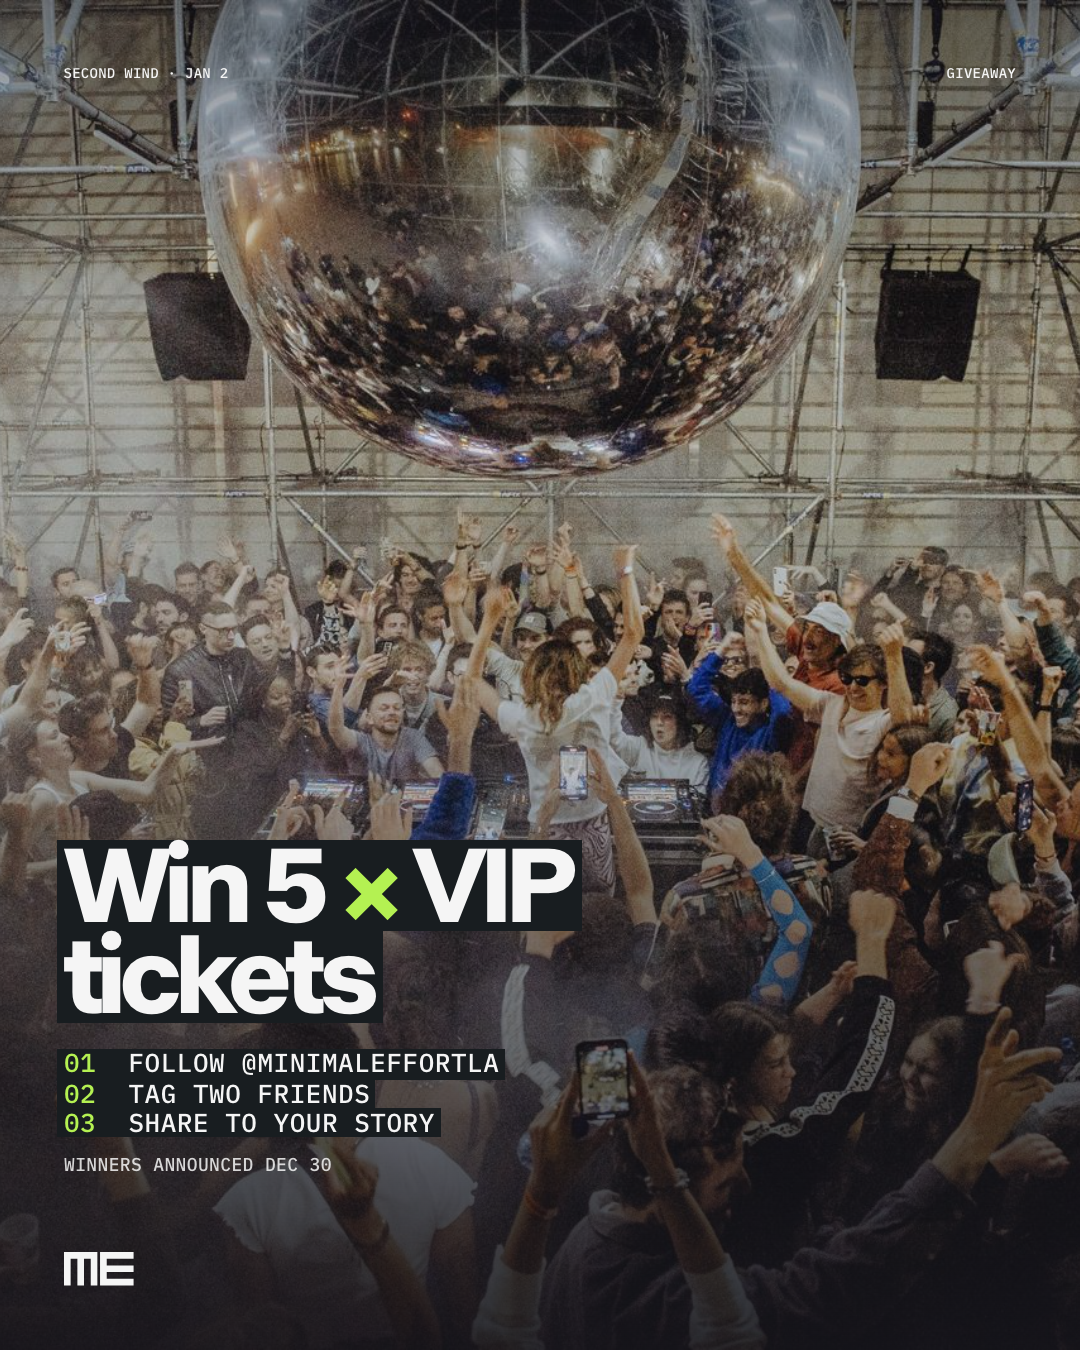 SECOND WIND · JAN 2
GIVEAWAY
Win 5 × VIP
tickets
01 FOLLOW @MINIMALEFFORTLA
02 TAG TWO FRIENDS
03 SHARE TO YOUR STORY
WINNERS ANNOUNCED DEC 30
ME